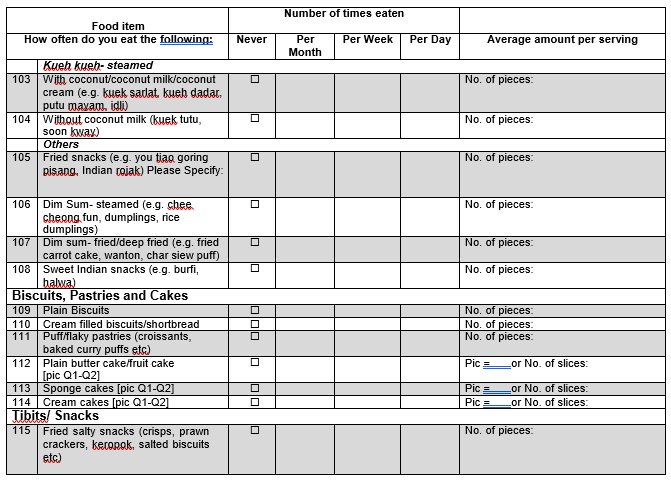 Number of times eaten
Food item
How often do you eat the following:
Never
Per
Month
Per Week
Per Day
Average amount per serving
Kueh kueh- steamed
103
With coconut/coconut milk/coconut
cream (e.g. kuek sarlat, kueh dadar,
putu mayam, idli)
☐
No. of pieces:
104
Without coconut milk (kuek tutu,
soon kway)
☐
No. of pieces:
Others
105
Fried snacks (e.g. you tiao goring
pisang, Indian rojak) Please Specify:
☐
No. of pieces:
106
Dim Sum- steamed (e.g. chee
cheong fun, dumplings, rice
dumplings)
☐
No. of pieces:
107
Dim sum- fried/deep fried (e.g. fried
carrot cake, wanton, char siew puff)
☐
No. of pieces:
108
Sweet Indian snacks (e.g. burfi,
halwa)
☐
No. of pieces:
Biscuits, Pastries and Cakes
109
Plain Biscuits
☐
No. of pieces:
110
Cream filled biscuits/shortbread
☐
No. of pieces:
111
Puff/flaky pastries (croissants,
baked curry puffs etc)
☐
No. of pieces:
112
Plain butter cake/fruit cake
[pic Q1-Q2]
☐
Pic =____or No. of slices:
113
Sponge cakes [pic Q1-Q2]
☐
Pic =____or No. of slices:
114
Cream cakes [pic Q1-Q2]
☐
Pic =____or No. of slices:
Tibits/ Snacks
115
Fried salty snacks (crisps, prawn
crackers, keropok, salted biscuits
etc)
☐
No. of pieces: